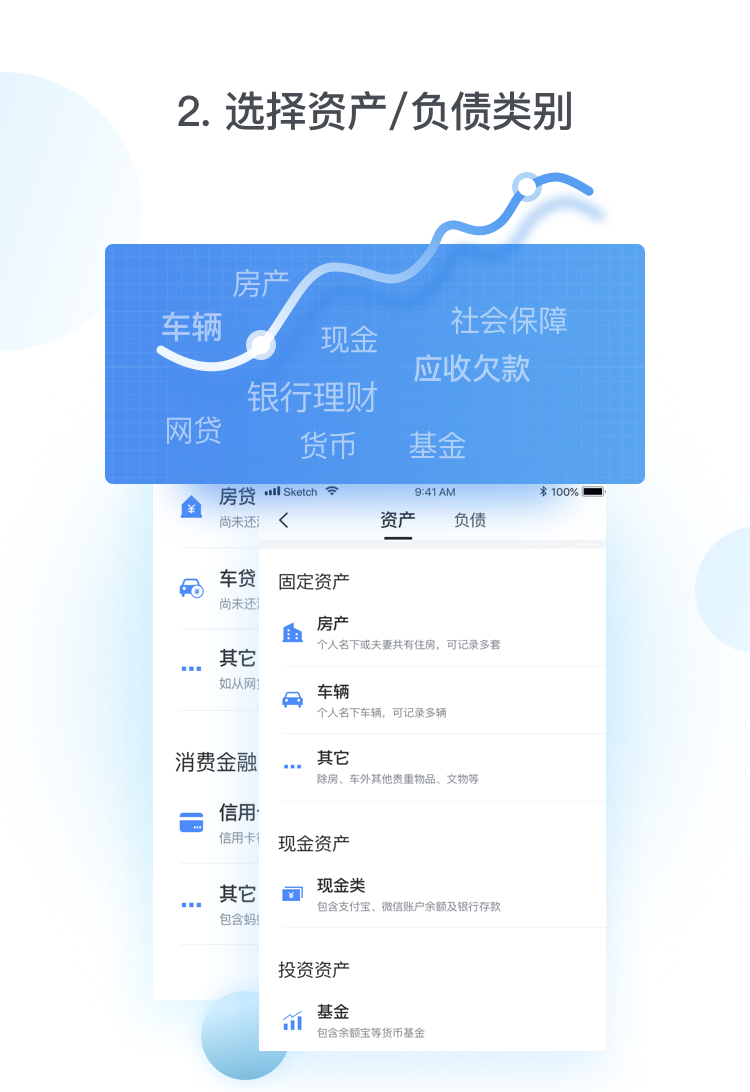 2. 选择资产/负债类别
房产
车辆
现金
社会保障
应收欠款
银行理财
网贷
货币
基金
房贷
尚未还
车贷
尚未还
其它
如从网
消费金融
信用
信用卡
其它
包含
Sketch 9:41 AM 100%
资产 负债
固定资产
房产
个人名下或夫妻共有住房，可记录多套
车辆
个人名下车辆，可记录多辆
其它
除房、车外其他贵重物品、文物等
现金资产
现金类
包含支付宝、微信账户余额及银行存款
投资资产
基金
包含余额宝等货币基金